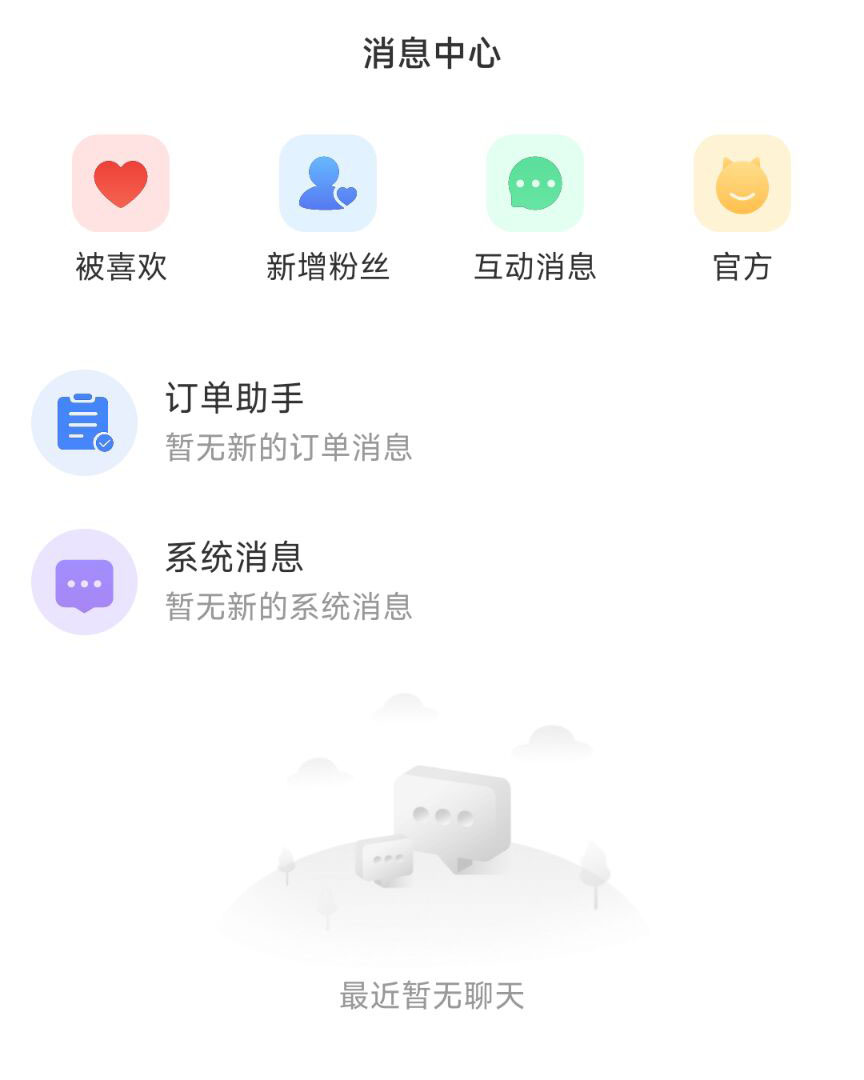 消息中心
被喜欢
新增粉丝
互动消息
官方
订单助手
暂无新的订单消息
系统消息
暂无新的系统消息
最近暂无聊天